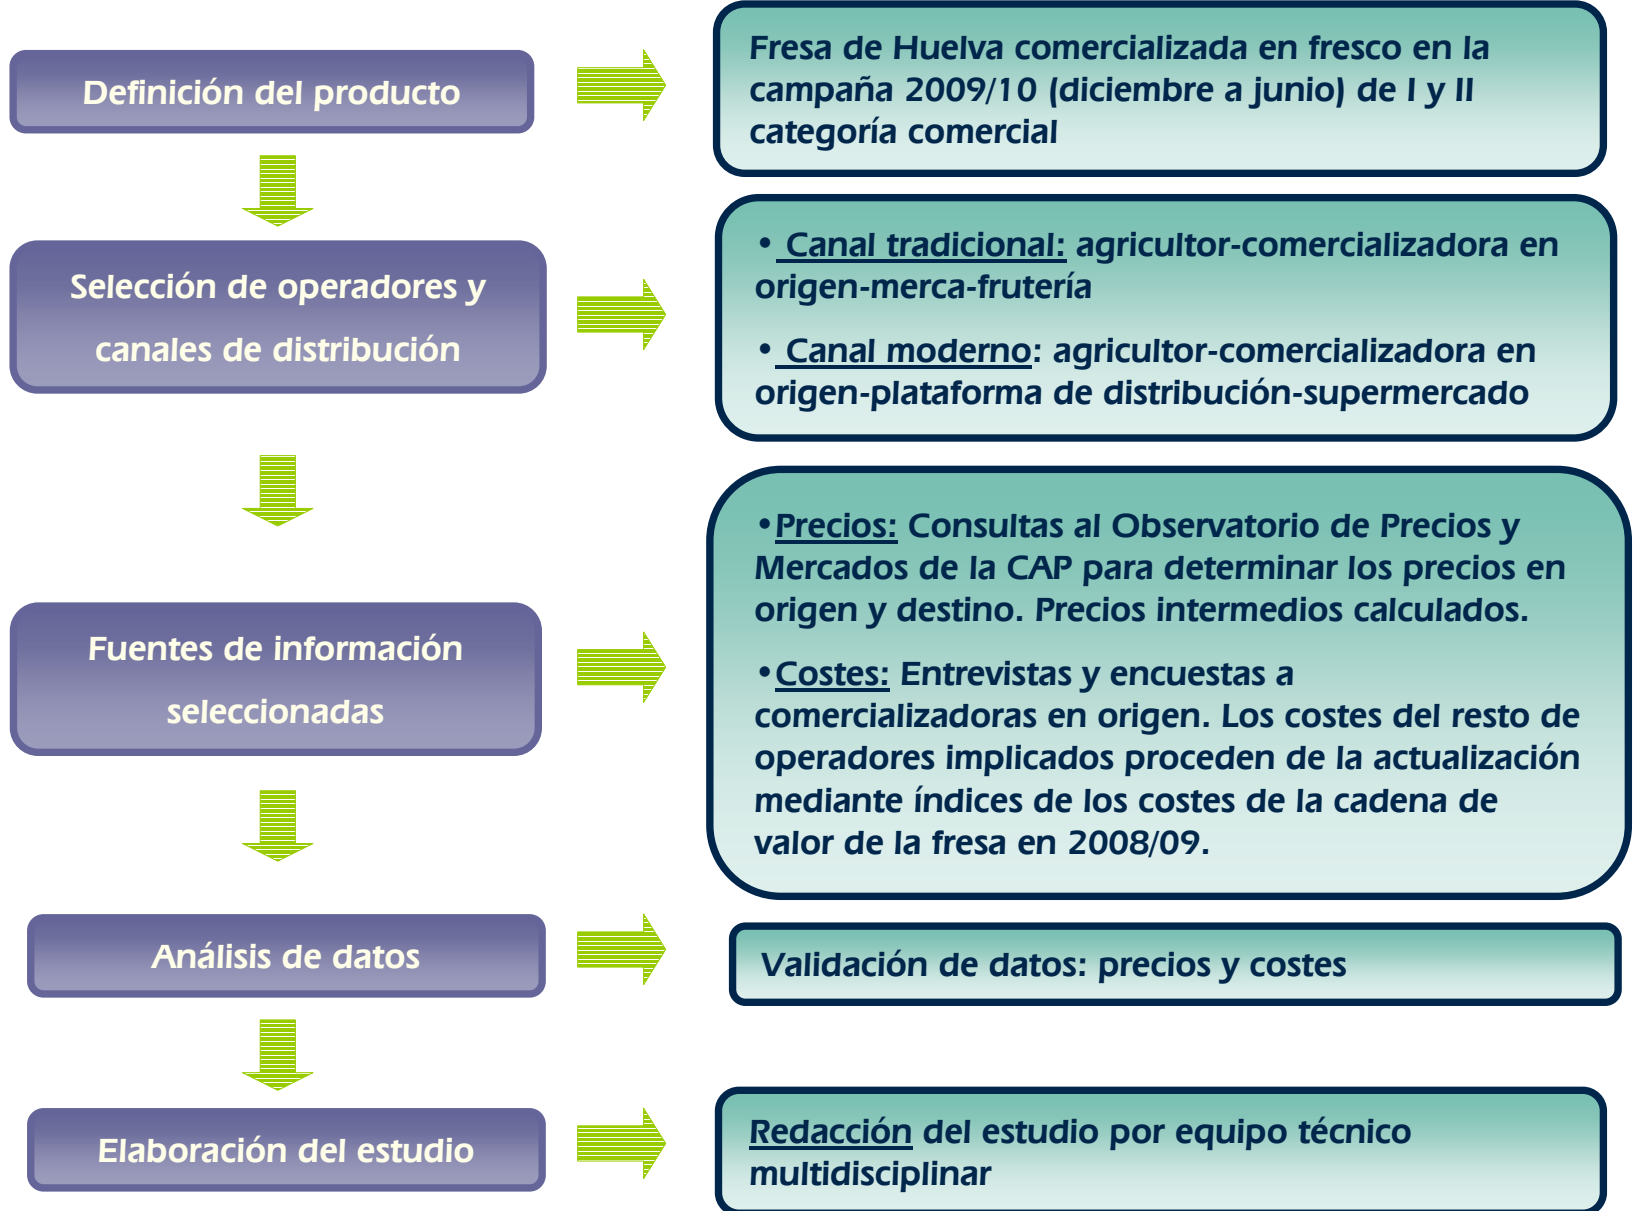 Definición del producto
Fresa de Huelva comercializada en fresco en la
campaña 2009/10 (diciembre a junio) de I y II
categoría comercial
Selección de operadores y
canales de distribución
• Canal tradicional: agricultor-comercializadora en
origen-merca-frutería
• Canal moderno: agricultor-comercializadora en
origen-plataforma de distribución-supermercado
Fuentes de información
seleccionadas
•Precios: Consultas al Observatorio de Precios y
Mercados de la CAP para determinar los precios en
origen y destino. Precios intermedios calculados.
•Costes: Entrevistas y encuestas a
comercializadoras en origen. Los costes del resto de
operadores implicados proceden de la actualización
mediante índices de los costes de la cadena de
valor de la fresa en 2008/09.
Análisis de datos
Validación de datos: precios y costes
Elaboración del estudio
Redacción del estudio por equipo técnico
multidisciplinar